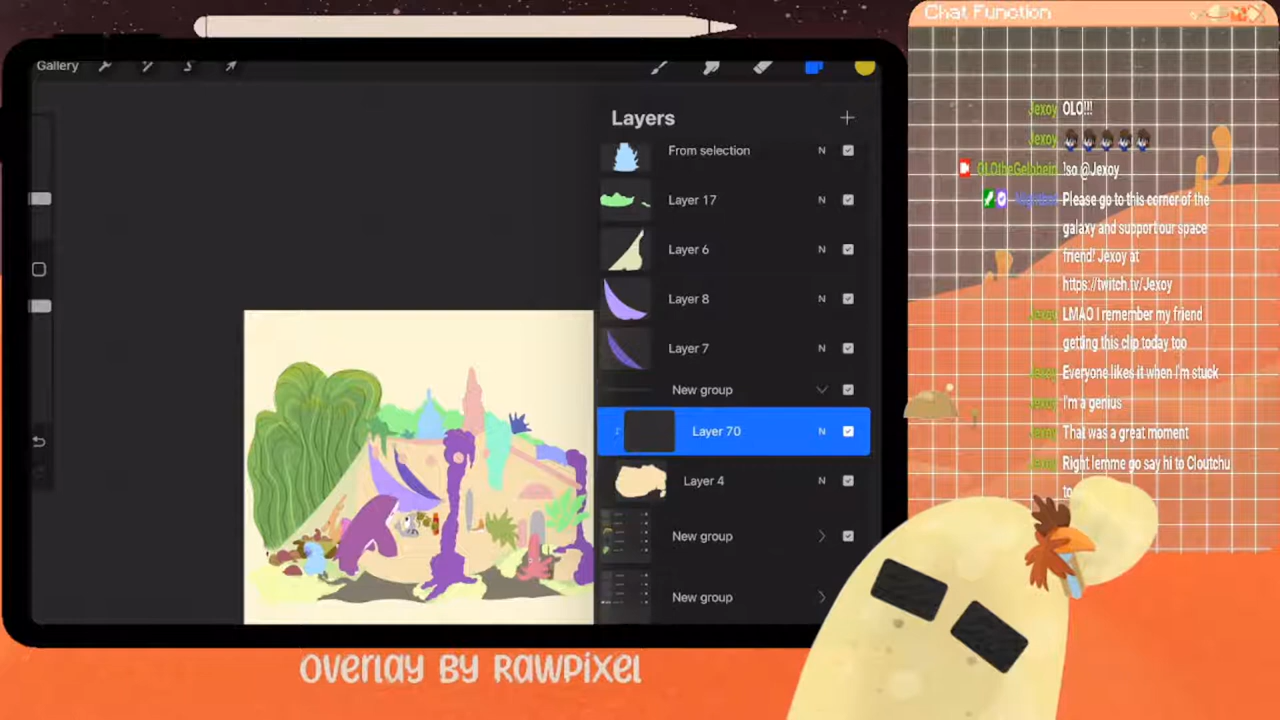 Chat Function
Gallery
Layers
From selection N
Layer 17 N
Layer 6 N
Layer 8 N
Layer 7 N
New group
Layer 70 N
Layer 4 N
New group
New group
Jexoy OLO!!!
Jexoy
OLOtheGelbbein !so @Jexoy
Please go to this corner of the
galaxy and support our space
friend! Jexoy at
https://twitch.tv/Jexoy
Jexoy LMAO I remember my friend
getting this clip today too
Jexoy Everyone likes it when I'm stuck
Jexoy I'm a genius
Jexoy That was a great moment
Jexoy Right lemme go say hi to Cloutchu
OVERLAY BY RAWPIXEL